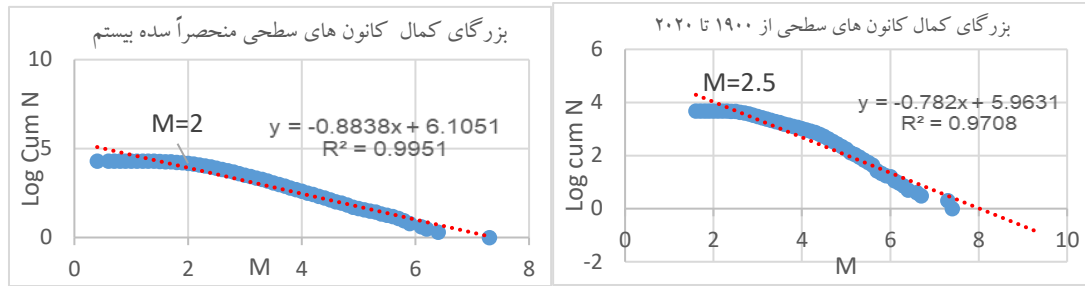 بزرگای کمال کانون های سطحی منحصراً سده بیستم
10
5
0
Log Cum N
M=2
y = -0.8838x + 6.1051
R² = 0.9951
0 2 4 6 8
M
بزرگای کمال کانون های سطحی از ۱۹۰۰ تا ۲۰۲۰
6
4
2
0
-2
Log cum N
M=2.5
y = -0.782x + 5.9631
R² = 0.9708
0 2 4 6 8 10
M